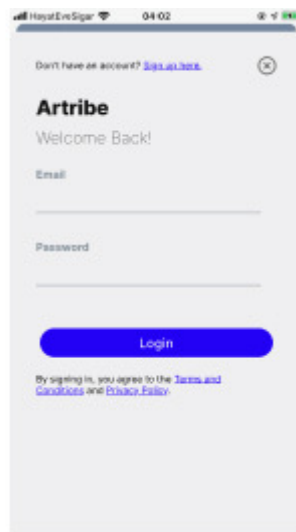 HayatEveSigar 04:02
Don't have an account? Sign up here.
Artribe
Welcome Back!
Email
Password
Login
By signing in, you agree to the Terms and
Conditions and Privacy Policy.